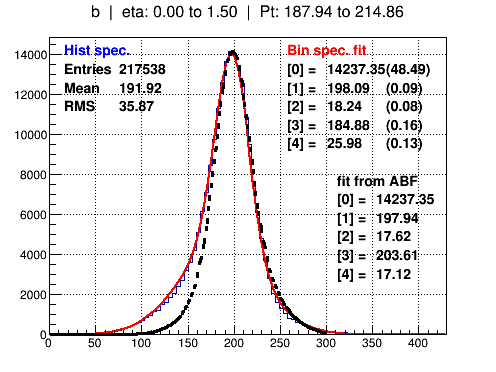 b | eta: 0.00 to 1.50 | Pt: 187.94 to 214.86
Hist spec.
Entries 217538
Mean 191.92
RMS 35.87
Bin spec. fit
[0] = 14237.35(48.49)
[1] = 198.09 (0.09)
[2] = 18.24 (0.08)
[3] = 184.88 (0.16)
[4] = 25.98 (0.13)
fit from ABF
[0] = 14237.35
[1] = 197.94
[2] = 17.62
[3] = 203.61
[4] = 17.12
14000
12000
10000
8000
6000
4000
2000
0
0 50 100 150 200 250 300 350 400